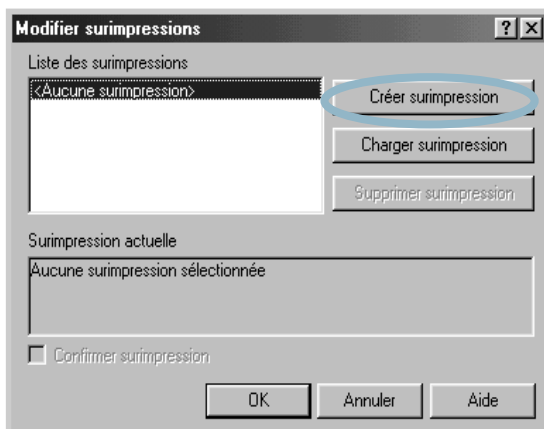 Modifier surimpressions
Liste des surimpressions
<Aucune surimpression>
Créer surimpression
Charger surimpression
Supprimer surimpression
Surimpression actuelle
Aucune surimpression sélectionnée
Confirmer surimpression
OK Annuler Aide